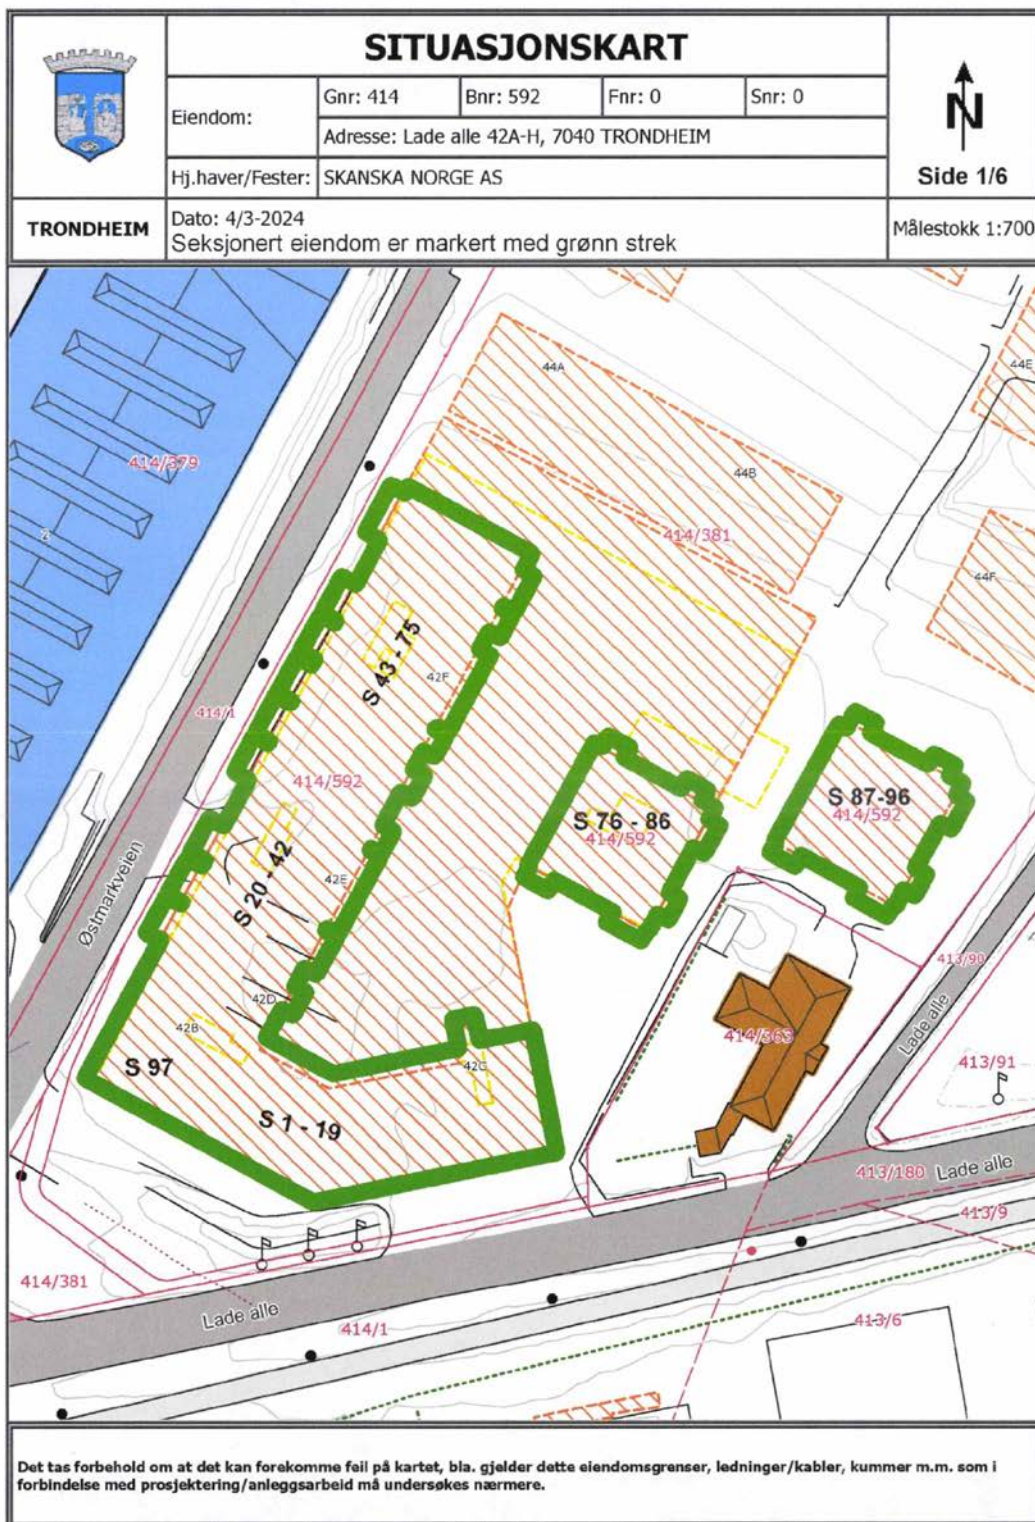 SITUASJONSKART
Eiendom:
Gnr: 414
Bnr: 592
Fnr: 0
Snr: 0
Adresse: Lade alle 42A-H, 7040 TRONDHEIM
Hj.haver/Fester:
SKANSKA NORGE AS
N
Side 1/6
TRONDHEIM
Dato: 4/3-2024
Seksjonert eiendom er markert med grønn strek
Målestokk 1:700
44A
44E
44B
414/379
2
414/381
44F
S 43 - 75
42F
414/1
414/592
S 87-96
414/592
S 76 - 86
414/592
S 20 - 42
42E
Østmarkveien
413/90
42D
42B
Lade alle
414/363
42C
413/91
S 97
S 1 - 19
413/180
Lade alle
413/9
414/381
Lade alle
414/1
413/6
Det tas forbehold om at det kan forekomme feil på kartet, bla. gjelder dette eiendomsgrenser, ledninger/kabler, kummer m.m. som i
forbindelse med prosjektering/anleggsarbeid må undersøkes nærmere.